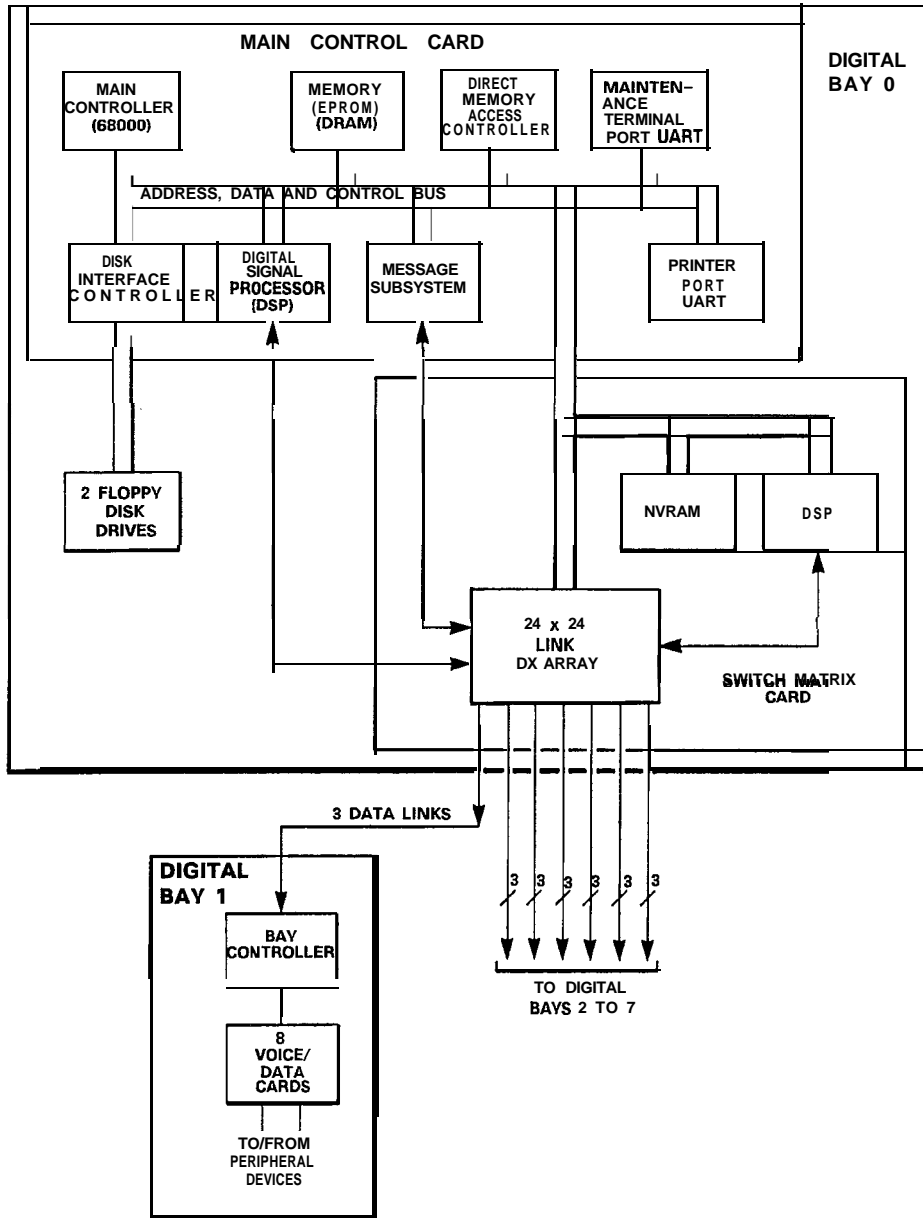 MAIN CONTROL CARD
DIGITAL
BAY 0
MAIN
CONTROLLER
(68000)
MEMORY
(EPROM)
(DRAM)
DIRECT
MEMORY
ACCESS
CONTROLLER
MAINTEN-
ANCE
TERMINAL
PORT UART
ADDRESS, DATA AND CONTROL BUS
DISK
INTERFACE
CONTROLLER
DIGITAL
SIGNAL
PROCESSOR
(DSP)
MESSAGE
SUBSYSTEM
PRINTER
PORT
UART
2 FLOPPY
DISK
DRIVES
NVRAM
DSP
24 x 24
LINK
DX ARRAY
SWITCH MATRIX
CARD
3 DATA LINKS
DIGITAL
BAY 1
3 3 3 3 3 3
BAY
CONTROLLER
TO DIGITAL
BAYS 2 TO 7
8
VOICE/
DATA
CARDS
TO/FROM
PERIPHERAL
DEVICES